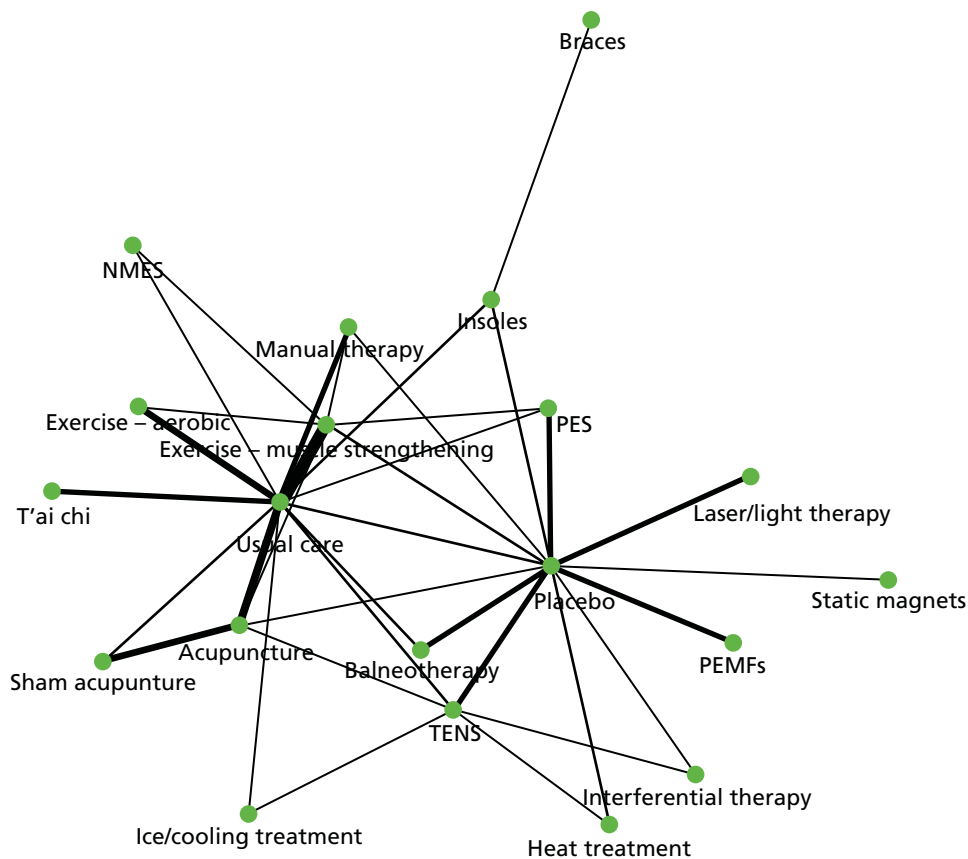 Braces
NMES
Insoles
Manual therapy
Exercise – aerobic
PES
Exercise – muscle strengthening
T’ai chi
Laser/light therapy
Usual care
Placebo
Static magnets
Acupuncture
PEMFs
Balneotherapy
Sham acupunture
TENS
Interferential therapy
Ice/cooling treatment
Heat treatment